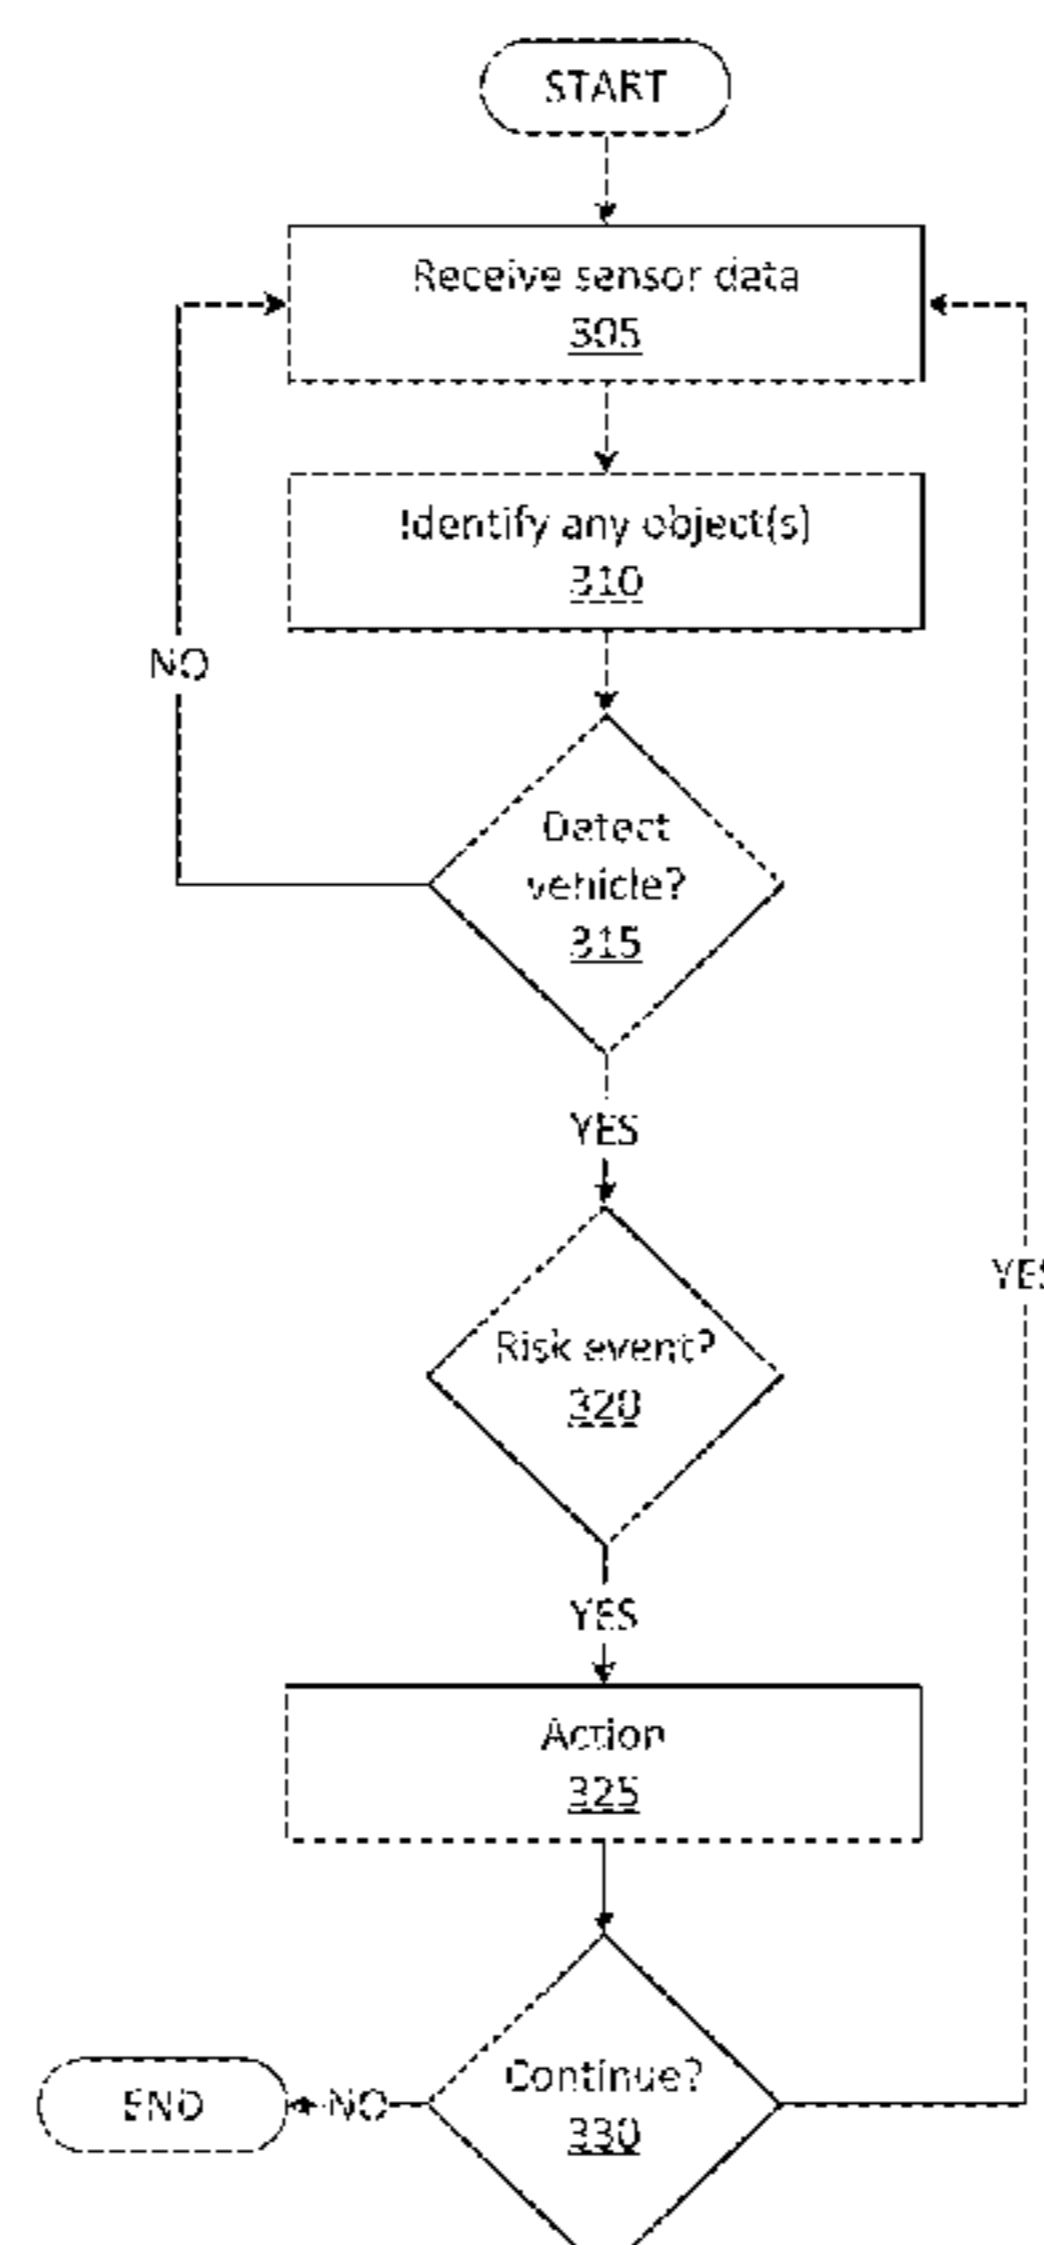 START
Receive sensor data
305
Identify any object(s)
310
NO
Detect
vehicle?
315
YES
YES
Risk event?
320
YES
Action
325
Continue?
330
NO
END